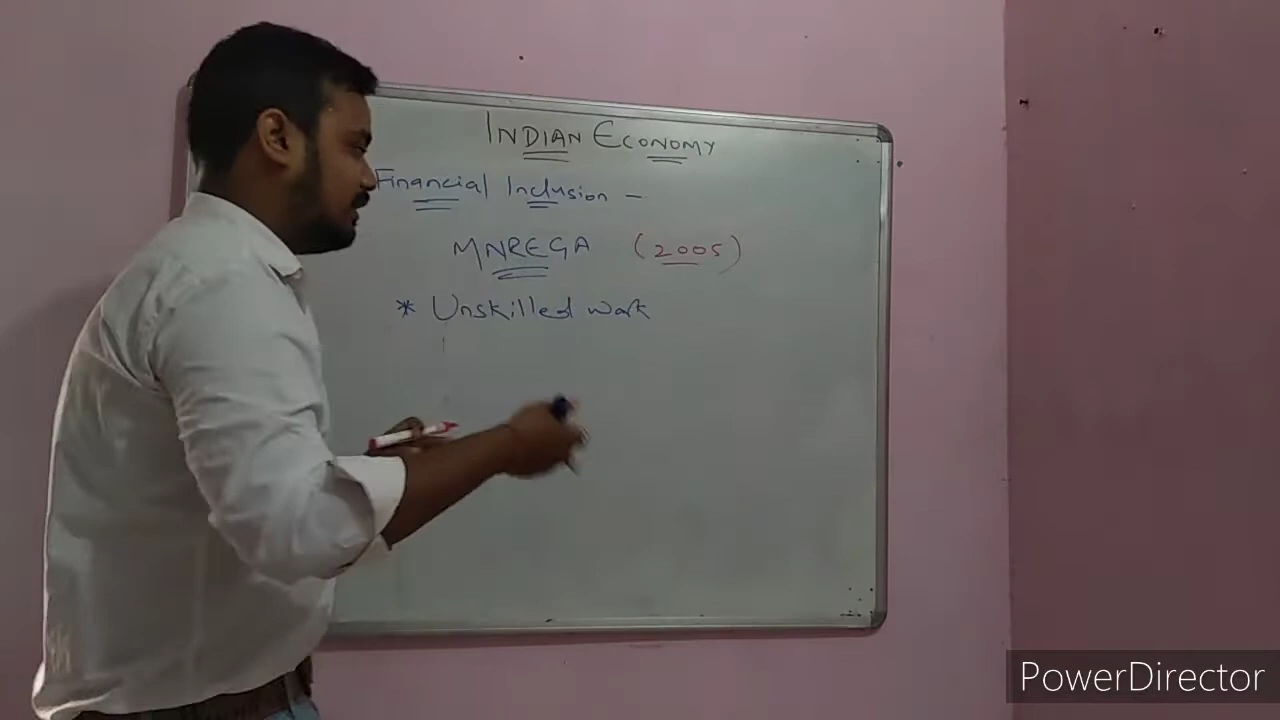 INDIAN ECONOMY
Financial Inclusion -
MNREGA (2005)
* Unskilled work
PowerDirector